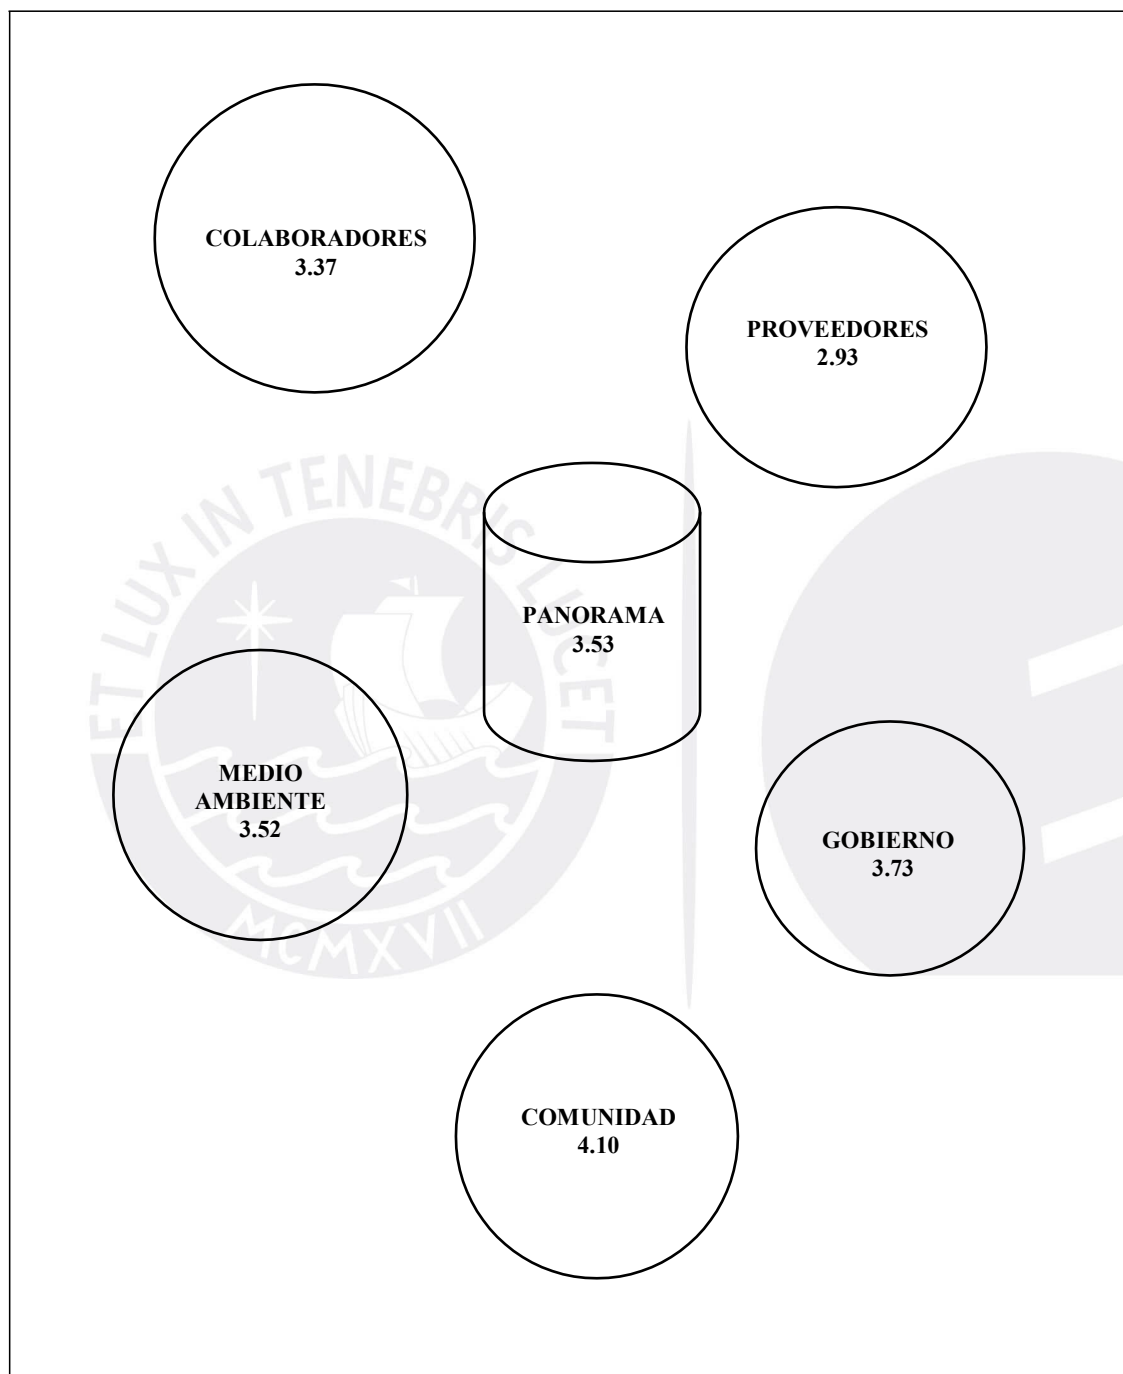 COLABORADORES
3.37
PROVEEDORES
2.93
ET LUX IN TENEBRIS LUCET
PANORAMA
3.53
MEDIO
AMBIENTE
3.52
GOBIERNO
3.73
MCMXVII
COMUNIDAD
4.10